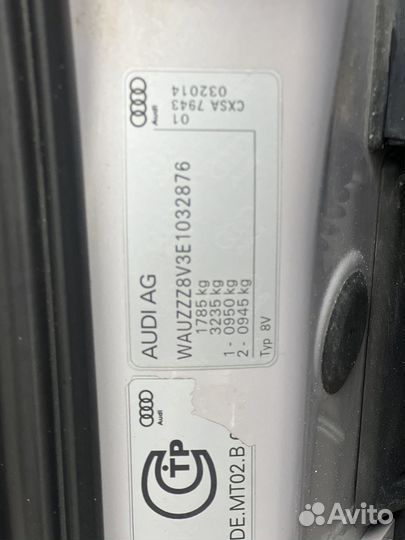 Audi
01
CXSA 7943
032014
AUDI AG
WAUZZZ8V3E1032876
1785 kg
3235 kg
1 - 0950 kg
2 - 0945 kg
Typ 8V
Audi
TP
DE.MT02.B
Avito